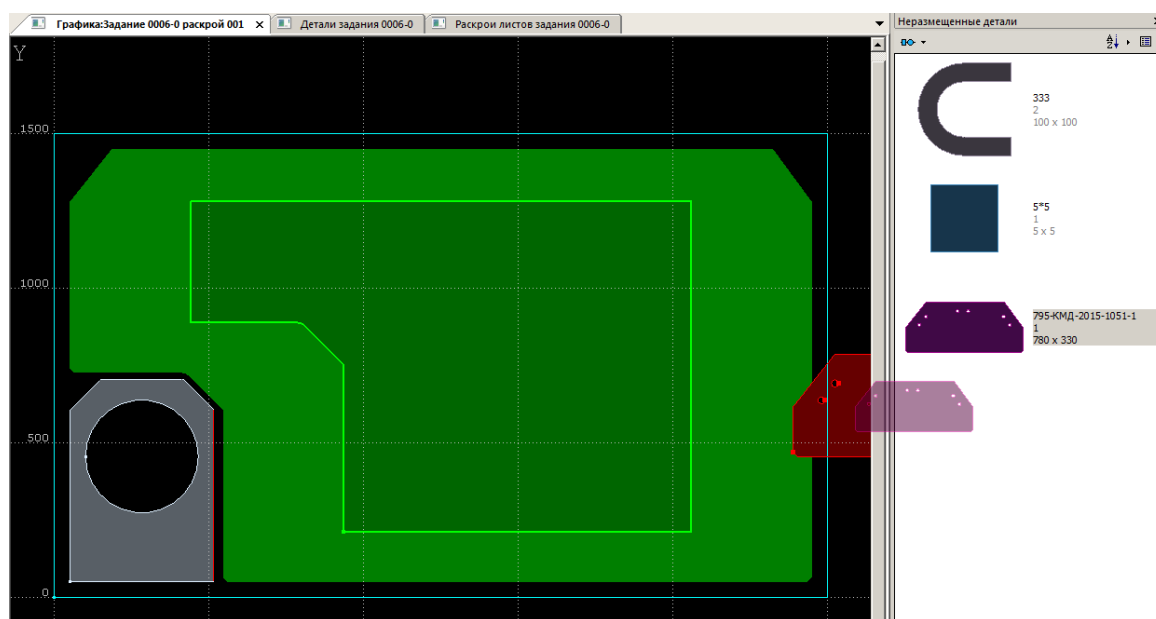 Графика:Задание 0006-0 раскрой 001
Детали задания 0006-0
Раскрои листов задания 0006-0
Неразмещенные детали
Y
1500
1000
500
0
333
2
100 x 100
5*5
1
5 x 5
795-КМД-2015-1051-1
1
780 x 330